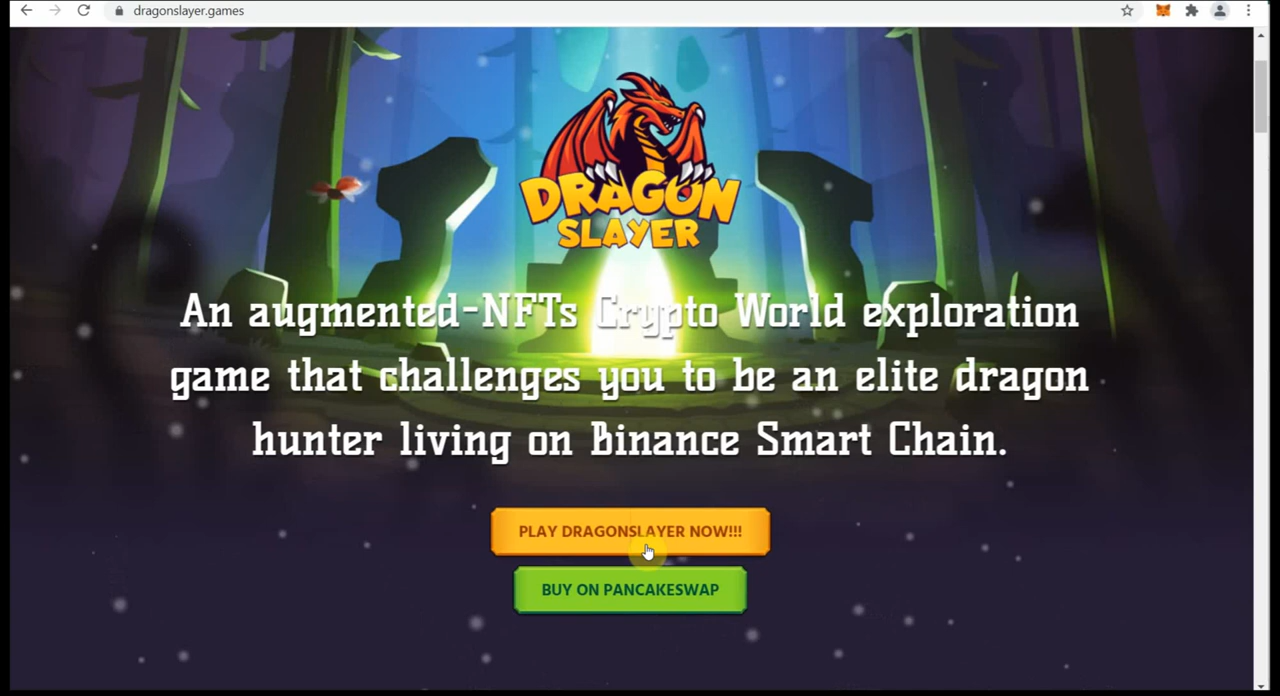 dragonslayer.games
DRAGON
SLAYER
An augmented-NFTs Crypto World exploration
game that challenges you to be an elite dragon
hunter living on Binance Smart Chain.
PLAY DRAGONSLAYER NOW!!!
BUY ON PANCAKESWAP